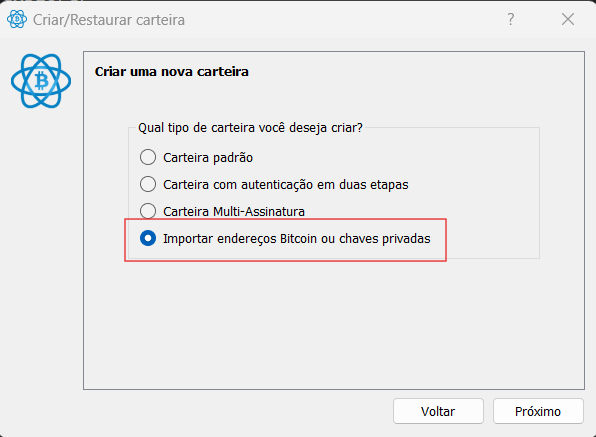 Criar/Restaurar carteira
?
Criar uma nova carteira
Qual tipo de carteira você deseja criar?
Carteira padrão
Carteira com autenticação em duas etapas
Carteira Multi-Assinatura
Importar endereços Bitcoin ou chaves privadas
Voltar
Próximo